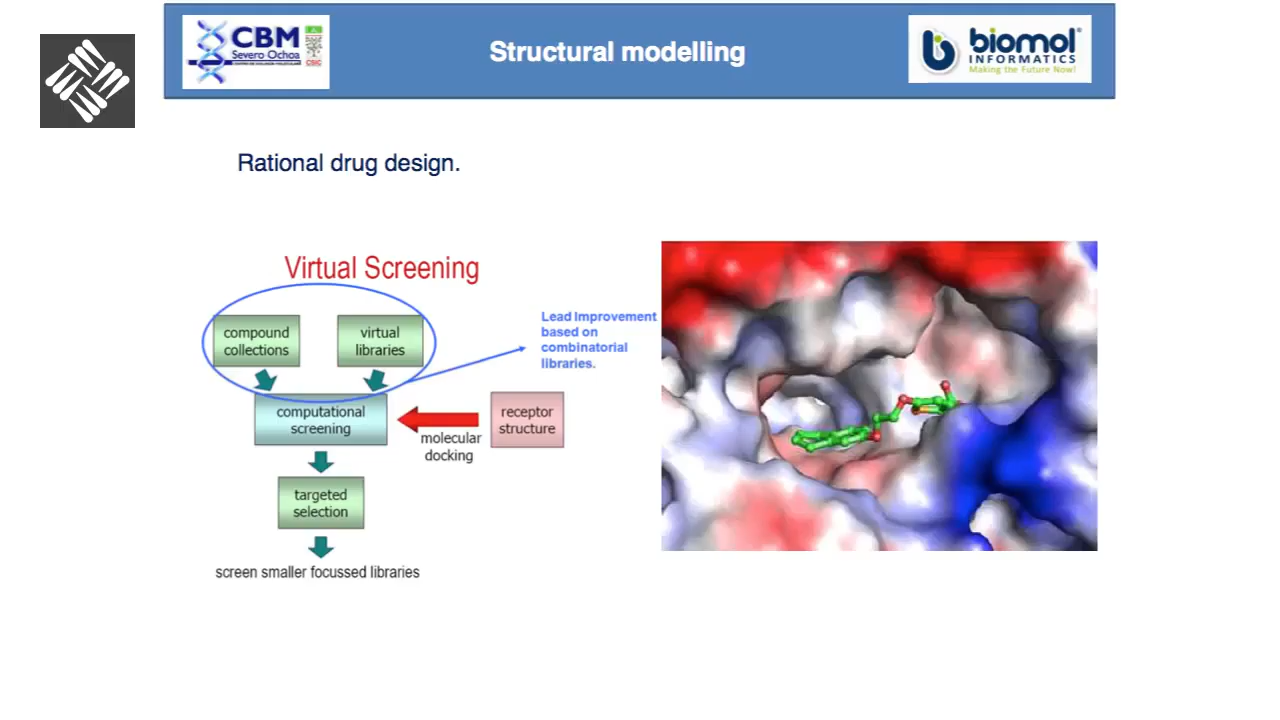 CBM
Severo Ochoa
CSIC
Structural modelling
biomol®
INFORMATICS
Making the Future Now!
Rational drug design.
Virtual Screening
compound
collections
virtual
libraries
Lead Improvement
based on
combinatorial
libraries.
computational
screening
molecular
docking
receptor
structure
targeted
selection
screen smaller focussed libraries